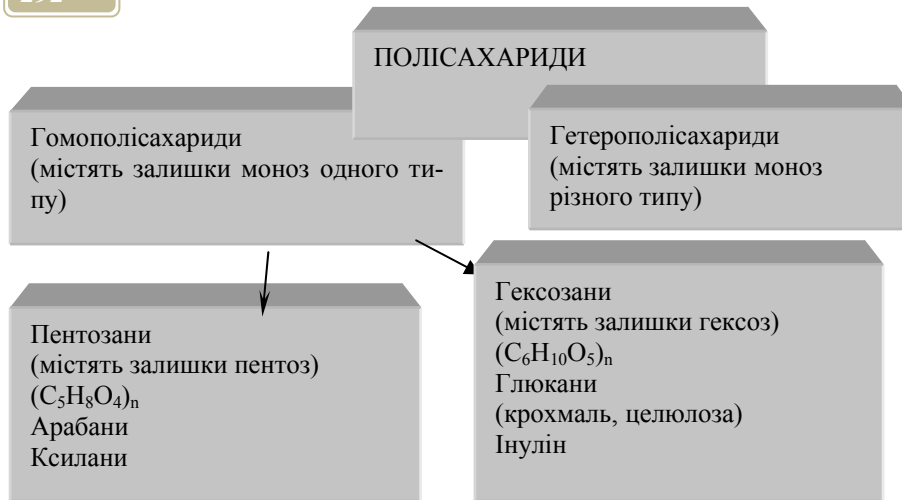 292
ПОЛІСАХАРИДИ
Гомополісахариди
(містять залишки моноз одного ти-
пу)
Гетерополісахариди
(містять залишки моноз
різного типу)
Пентозани
(містять залишки пентоз)
(C₅H₈O₄)ₙ
Арабани
Ксилани
Гексозани
(містять залишки гексоз)
(C₆H₁₀O₅)ₙ
Глюкани
(крохмаль, целюлоза)
Інулін